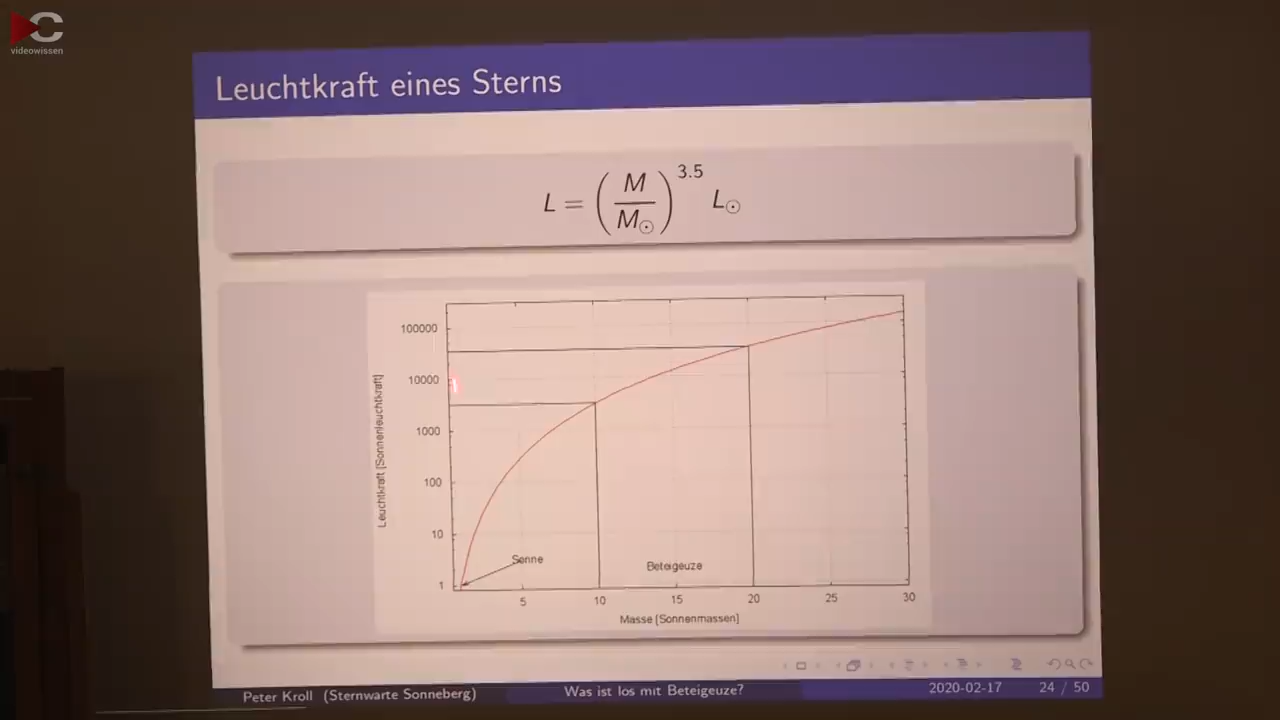 videowissen
Leuchtkraft eines Sterns
L = (M / M☉)^3.5 L☉
100000
10000
1000
100
10
1
Leuchtkraft [Sonnenleuchtkraft]
Sonne
Beteigeuze
5 10 15 20 25 30
Masse [Sonnenmassen]
Peter Kroll (Sternwarte Sonneberg) Was ist los mit Beteigeuze? 2020-02-17 24 / 50